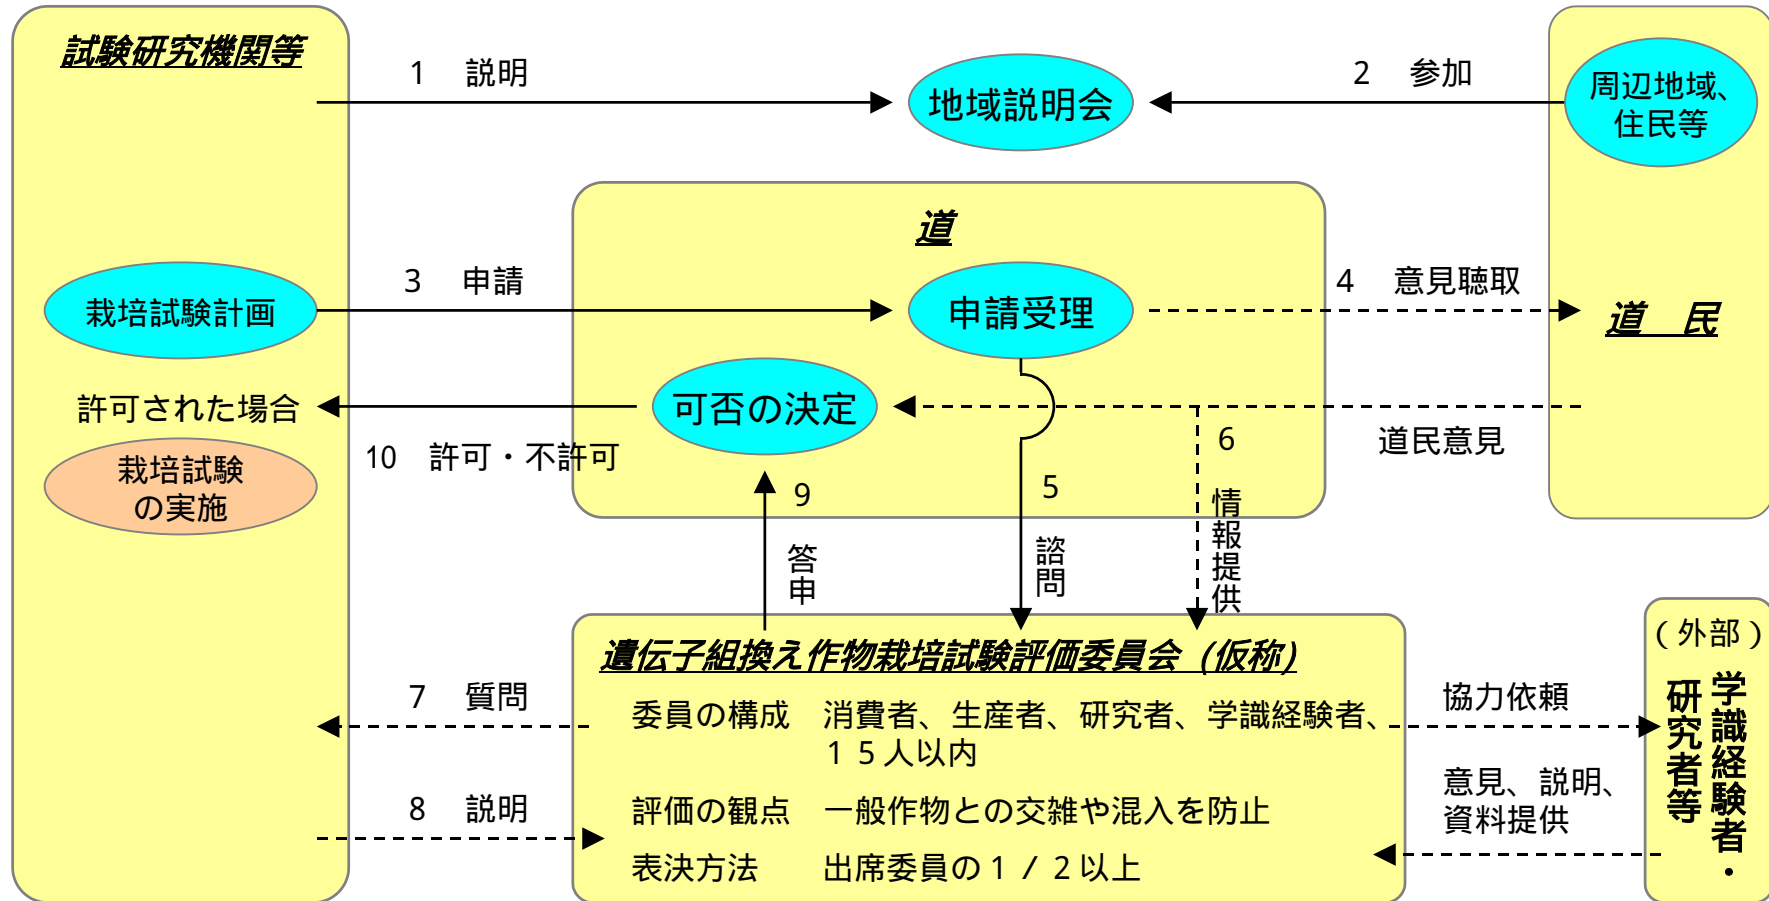 試験研究機関等
1 説明
地域説明会
2 参加
周辺地域、
住民等
道
栽培試験計画
3 申請
申請受理
4 意見聴取
道 民
許可された場合
可否の決定
10 許可・不許可
6
情報提供
道民意見
栽培試験
の実施
9
答申
5
諮問
遺伝子組換え作物栽培試験評価委員会（仮称）
7 質問
委員の構成 消費者、生産者、研究者、学識経験者、
１５人以内
8 説明
評価の観点 一般作物との交雑や混入を防止
表決方法 出席委員の１／２以上
協力依頼
意見、説明、
資料提供
（外部）
学識経験者・
研究者等